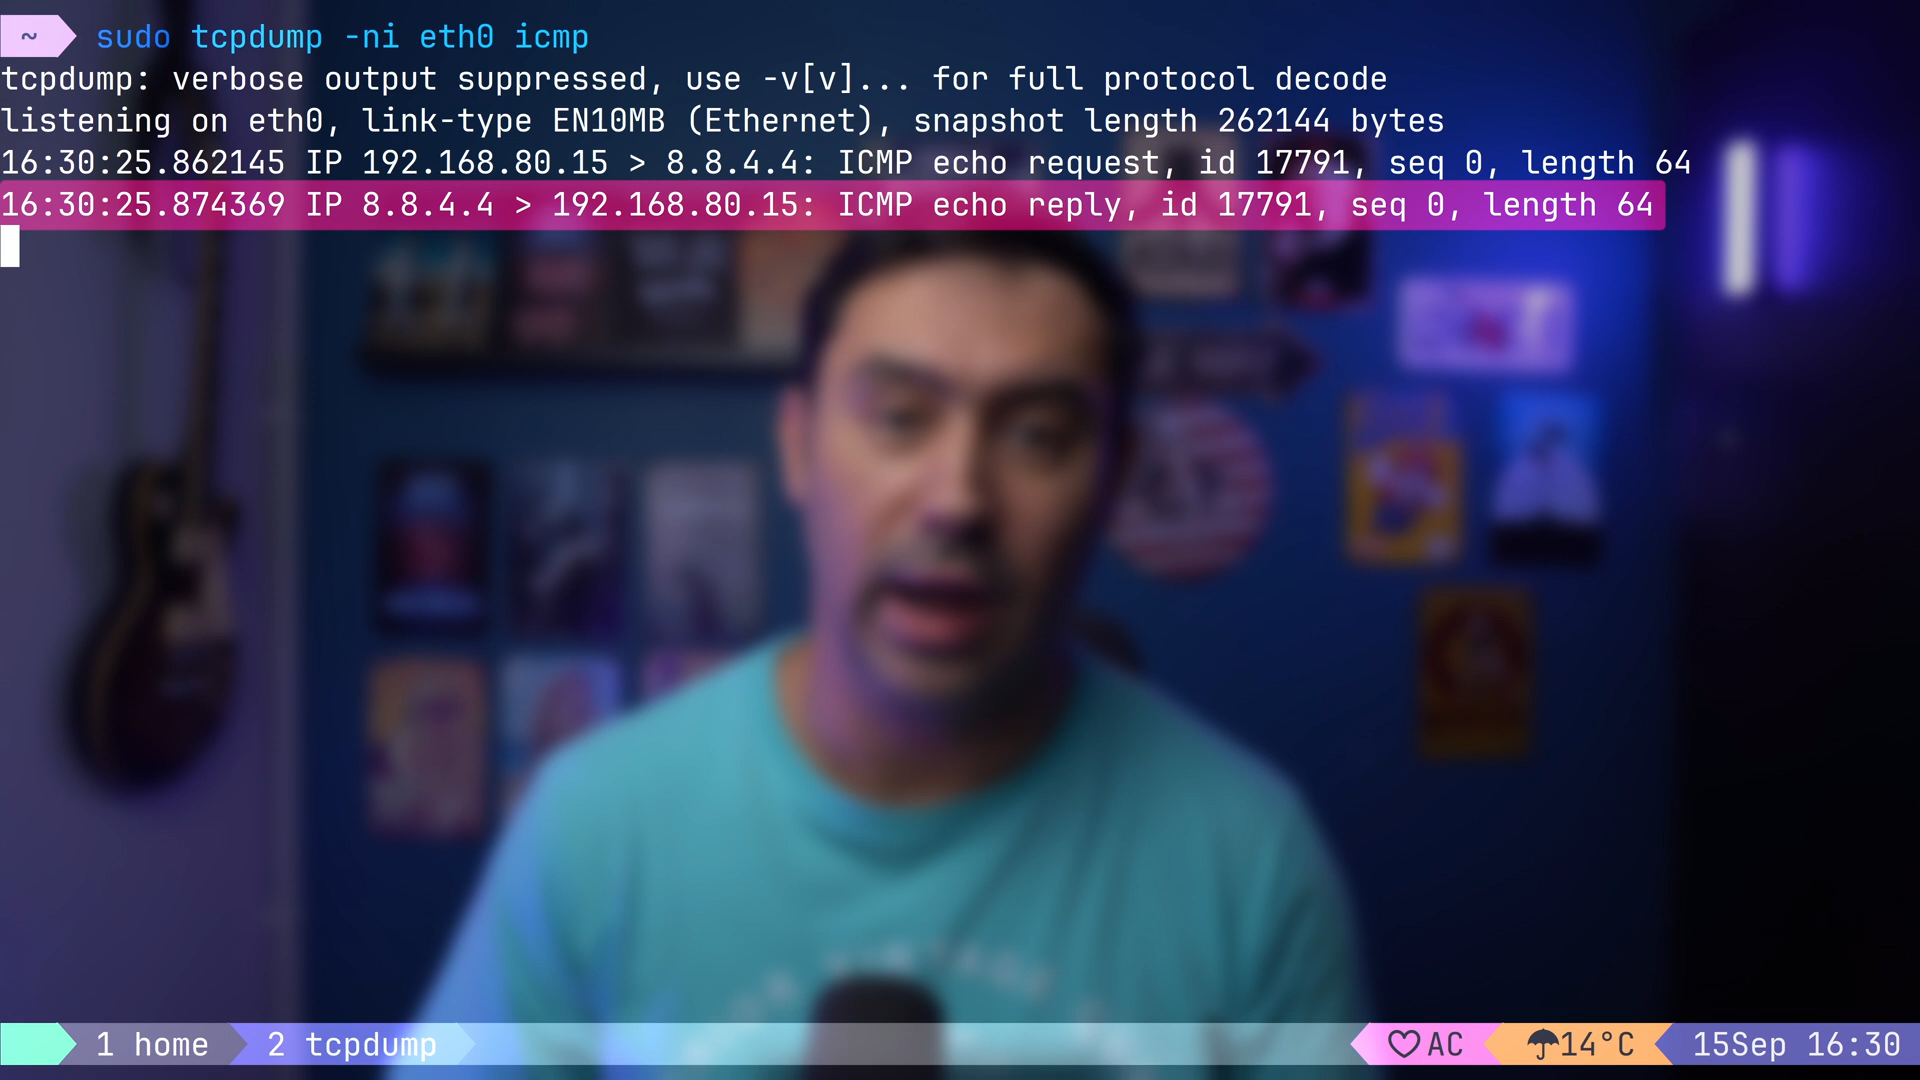 ~ sudo tcpdump -ni eth0 icmp
tcpdump: verbose output suppressed, use -v[v]... for full protocol decode
listening on eth0, link-type EN10MB (Ethernet), snapshot length 262144 bytes
16:30:25.862145 IP 192.168.80.15 > 8.8.4.4: ICMP echo request, id 17791, seq 0, length 64
16:30:25.874369 IP 8.8.4.4 > 192.168.80.15: ICMP echo reply, id 17791, seq 0, length 64
1 home 2 tcpdump ♡ AC ☂ 14°C 15Sep 16:30